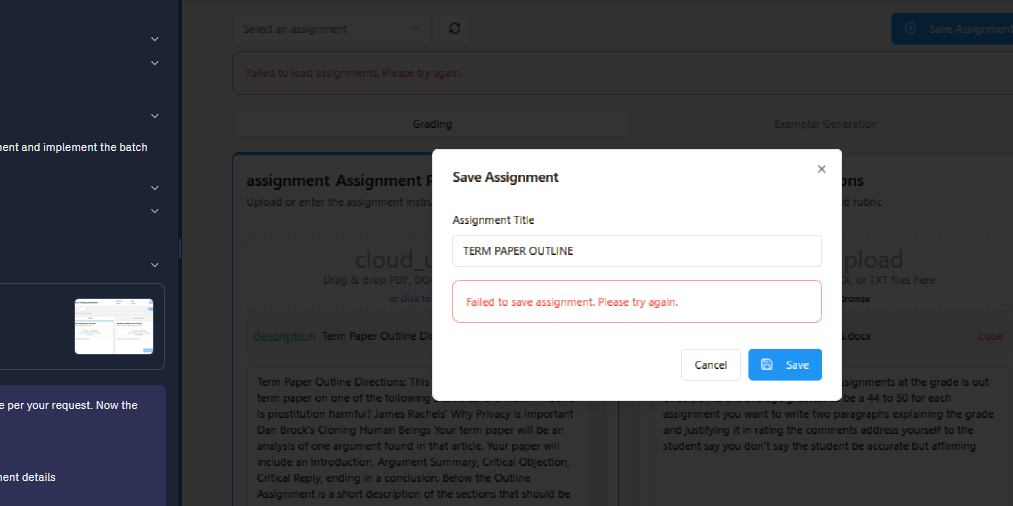 nent and implement the batch
e per your request. Now the
ment details
Select an assignment
Save Assignment
Failed to load assignments. Please try again.
Grading
Exemplar Generation
assignment Assignment
Upload or enter the assignment instru
ons
d rubric
cloud_u
Drag & drop PDF, DO
or click to
pload
X, or TXT files here
rowse
description Term Paper Outline Di
s.docx
close
Term Paper Outline Directions: This
term paper on one of the following
is prostitution harmful? James Rachels' Why Privacy is Important
Dan Brock's Cloning Human Beings Your term paper will be an
analysis of one argument found in that article. Your paper will
include an Introduction, Argument Summary, Critical Objection,
Critical Reply, ending in a conclusion. Below the Outline
Assignment is a short description of the sections that should be
ssignments at the grade is out
be a 44 to 50 for each
assignment you want to write two paragraphs explaining the grade
and justifying it in rating the comments address yourself to the
student say you don't say the student be accurate but affirming
Save Assignment
Assignment Title
TERM PAPER OUTLINE
Failed to save assignment. Please try again.
Cancel
Save